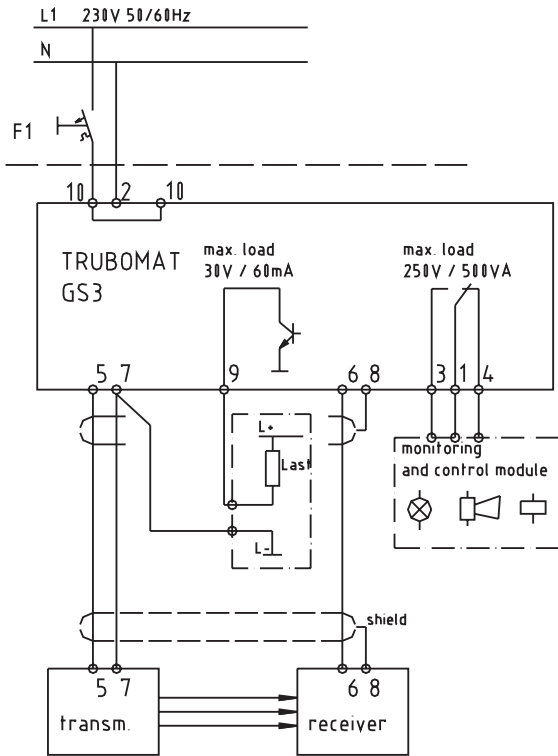 L1 230V 50/60Hz
N
F1
10 2 10
TRUBOMAT
GS3
max. load
30V / 60mA
max. load
250V / 500VA
5 7 9 6 8 3 1 4
L+
Last
L-
monitoring
and control module
shield
5 7 6 8
transm. receiver